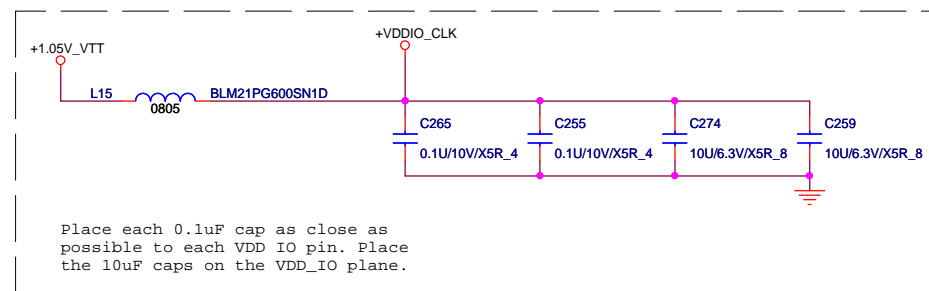 +VDDIO_CLK
+1.05V_VTT
L15 BLM21PG600SN1D
0805
C265 C255 C274 C259
0.1U/10V/X5R_4 0.1U/10V/X5R_4 10U/6.3V/X5R_8 10U/6.3V/X5R_8
Place each 0.1uF cap as close as
possible to each VDD IO pin. Place
the 10uF caps on the VDD_IO plane.